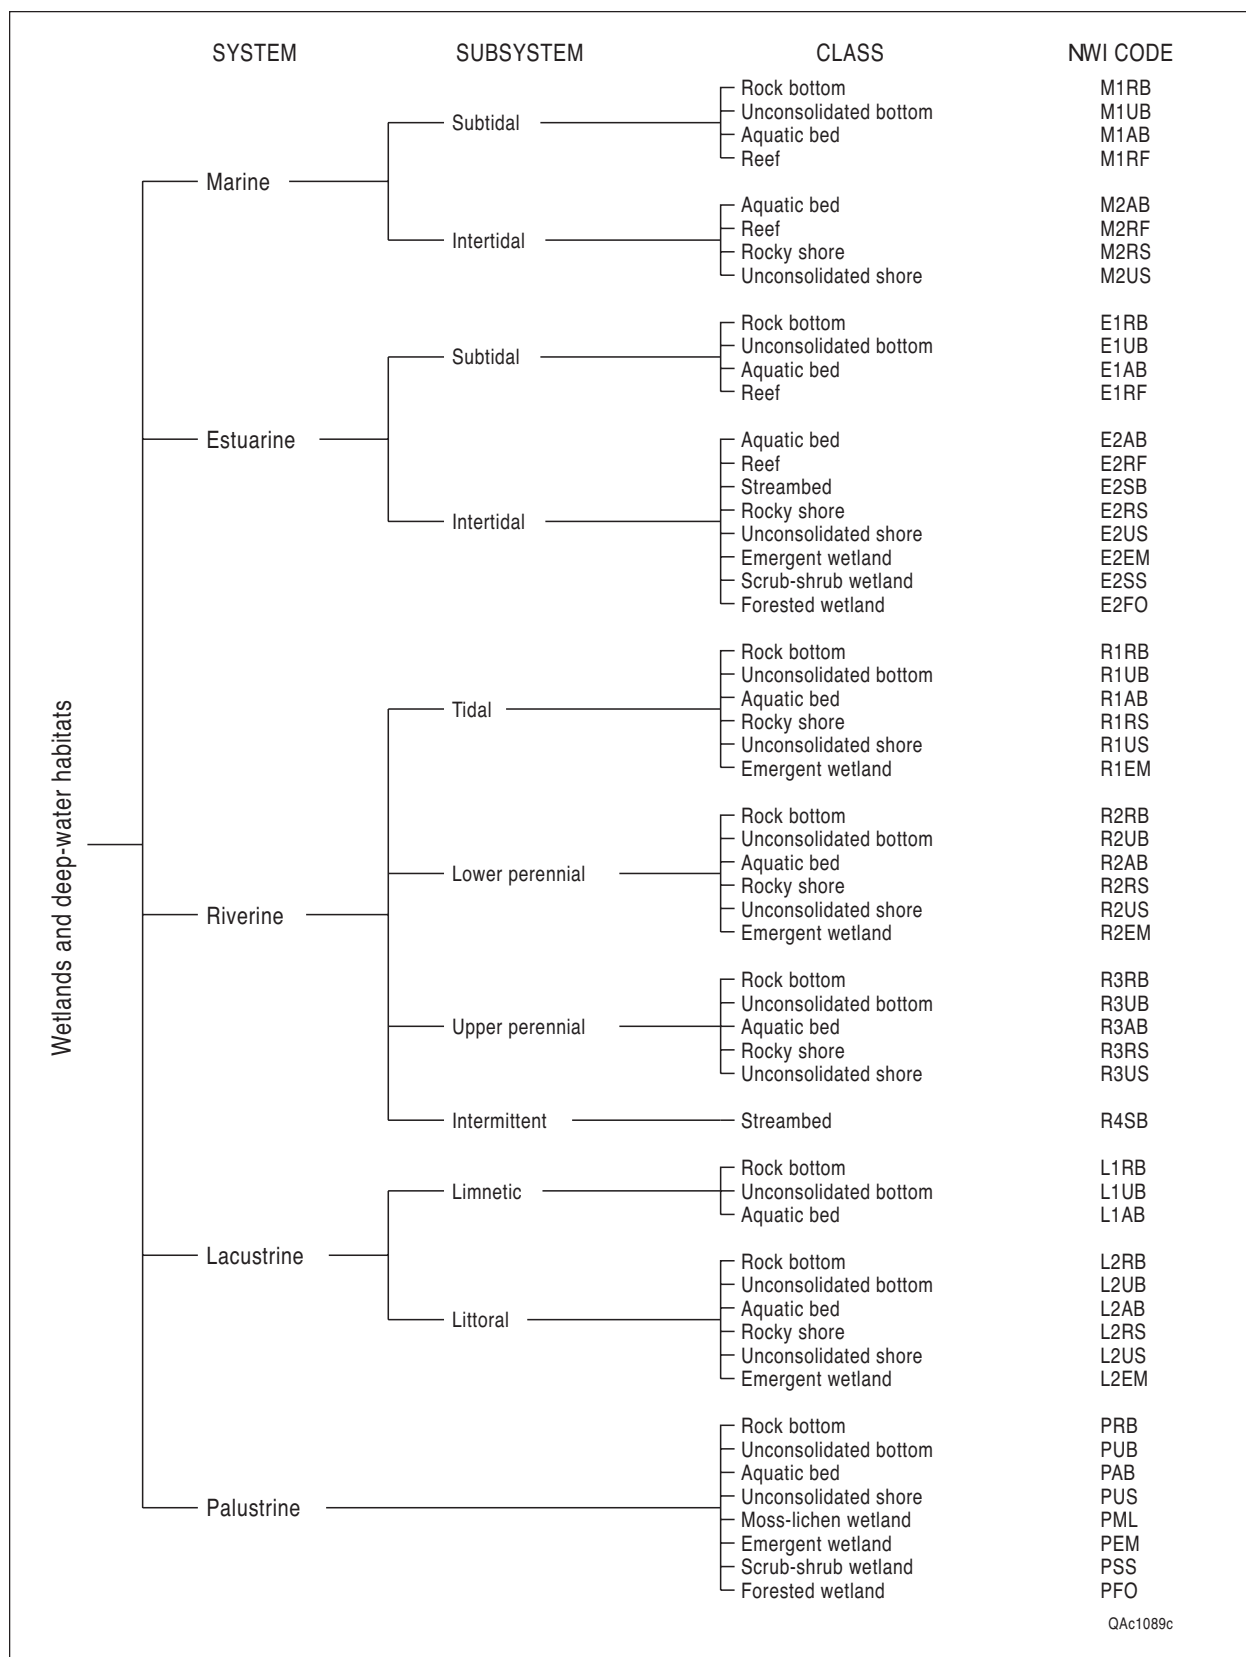 SYSTEM SUBSYSTEM CLASS NWI CODE
Wetlands and deep-water habitats
Marine
Subtidal
Rock bottom M1RB
Unconsolidated bottom M1UB
Aquatic bed M1AB
Reef M1RF
Intertidal
Aquatic bed M2AB
Reef M2RF
Rocky shore M2RS
Unconsolidated shore M2US
Estuarine
Subtidal
Rock bottom E1RB
Unconsolidated bottom E1UB
Aquatic bed E1AB
Reef E1RF
Intertidal
Aquatic bed E2AB
Reef E2RF
Streambed E2SB
Rocky shore E2RS
Unconsolidated shore E2US
Emergent wetland E2EM
Scrub-shrub wetland E2SS
Forested wetland E2FO
Riverine
Tidal
Rock bottom R1RB
Unconsolidated bottom R1UB
Aquatic bed R1AB
Rocky shore R1RS
Unconsolidated shore R1US
Emergent wetland R1EM
Lower perennial
Rock bottom R2RB
Unconsolidated bottom R2UB
Aquatic bed R2AB
Rocky shore R2RS
Unconsolidated shore R2US
Emergent wetland R2EM
Upper perennial
Rock bottom R3RB
Unconsolidated bottom R3UB
Aquatic bed R3AB
Rocky shore R3RS
Unconsolidated shore R3US
Intermittent
Streambed R4SB
Lacustrine
Limnetic
Rock bottom L1RB
Unconsolidated bottom L1UB
Aquatic bed L1AB
Littoral
Rock bottom L2RB
Unconsolidated bottom L2UB
Aquatic bed L2AB
Rocky shore L2RS
Unconsolidated shore L2US
Emergent wetland L2EM
Palustrine
Rock bottom PRB
Unconsolidated bottom PUB
Aquatic bed PAB
Unconsolidated shore PUS
Moss-lichen wetland PML
Emergent wetland PEM
Scrub-shrub wetland PSS
Forested wetland PFO
QAc1089c